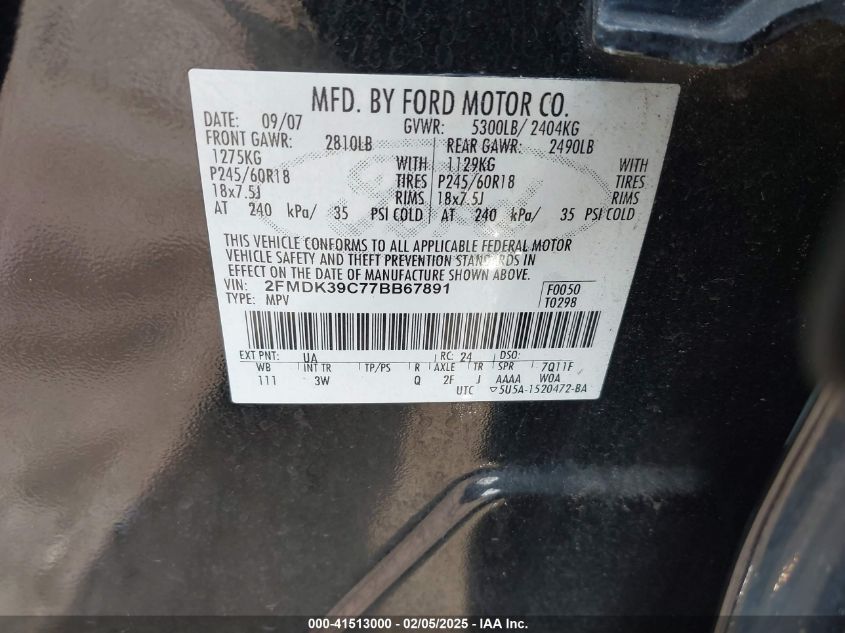 MFD. BY FORD MOTOR CO.
DATE: 09/07 GVWR: 5300LB/ 2404KG
FRONT GAWR: 2810LB REAR GAWR: 2490LB
1275KG WITH 1129KG WITH
P245/60R18 TIRES P245/60R18 TIRES
18x7.5J RIMS 18x7.5J RIMS
AT 240 kPa/ 35 PSI COLD AT 240 kPa/ 35 PSI COLD
THIS VEHICLE CONFORMS TO ALL APPLICABLE FEDERAL MOTOR
VEHICLE SAFETY AND THEFT PREVENTION STANDARDS IN
EFFECT ON THE DATE OF MANUFACTURE SHOWN ABOVE.
VIN: 2FMDK39C77BB67891 F0050
TYPE: MPV T0298
EXT PNT: UA RC: 24 DSO:
WB INT TR TP/PS R AXLE TR SPR 7Q11F
111 3W Q 2F J AAAA W0A
UTC ▽5U5A-1520472-BA
000-41513000 - 02/05/2025 - IAA Inc.